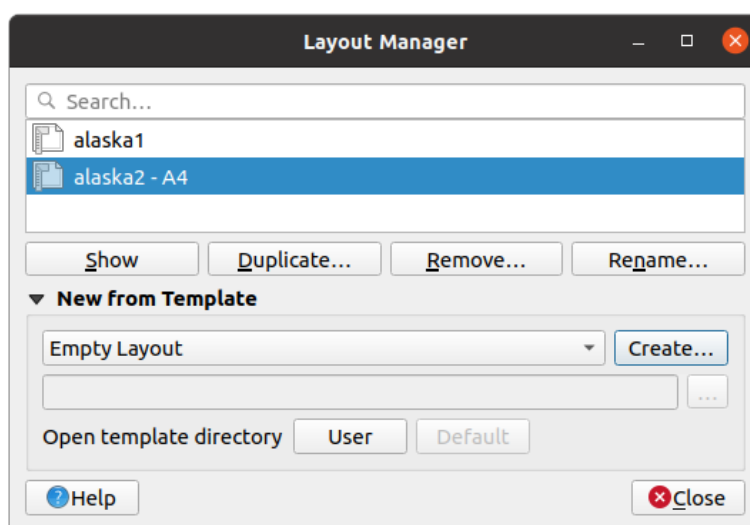 Layout Manager
Search...
alaska1
alaska2 - A4
Show Duplicate... Remove... Rename...
New from Template
Empty Layout Create...
...
Open template directory User Default
Help Close